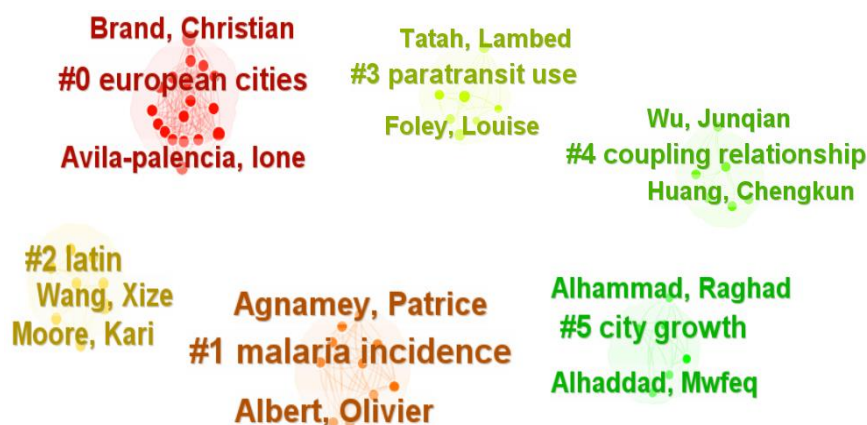 Brand, Christian
#0 european cities
Avila-palencia, Ione
Tatah, Lambed
#3 paratransit use
Foley, Louise
Wu, Junqian
#4 coupling relationship
Huang, Chengkun
#2 latin
Wang, Xize
Moore, Kari
Agnamey, Patrice
#1 malaria incidence
Albert, Olivier
Alhammad, Raghad
#5 city growth
Alhaddad, Mwfeq